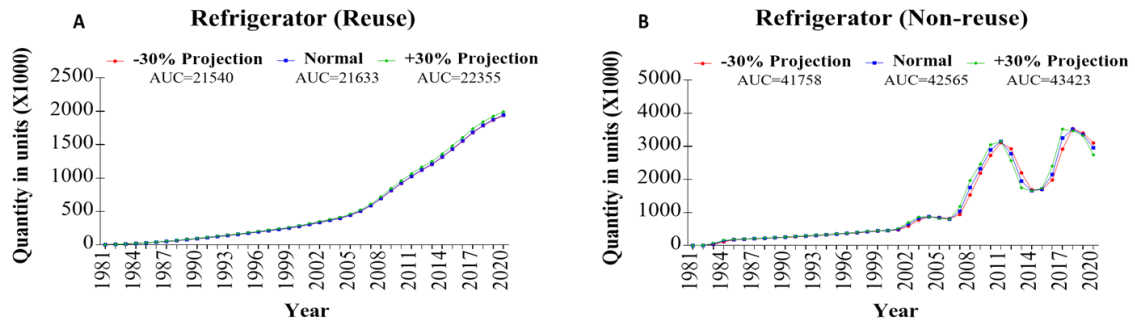 A Refrigerator (Reuse)
-30% Projection Normal +30% Projection
AUC=21540 AUC=21633 AUC=22355
Quantity in units (X1000)
2500
2000
1500
1000
500
0
1981 1984 1987 1990 1993 1996 1999 2002 2005 2008 2011 2014 2017 2020
Year
B Refrigerator (Non-reuse)
-30% Projection Normal +30% Projection
AUC=41758 AUC=42565 AUC=43423
Quantity in units (X1000)
5000
4000
3000
2000
1000
0
1981 1984 1987 1990 1993 1996 1999 2002 2005 2008 2011 2014 2017 2020
Year